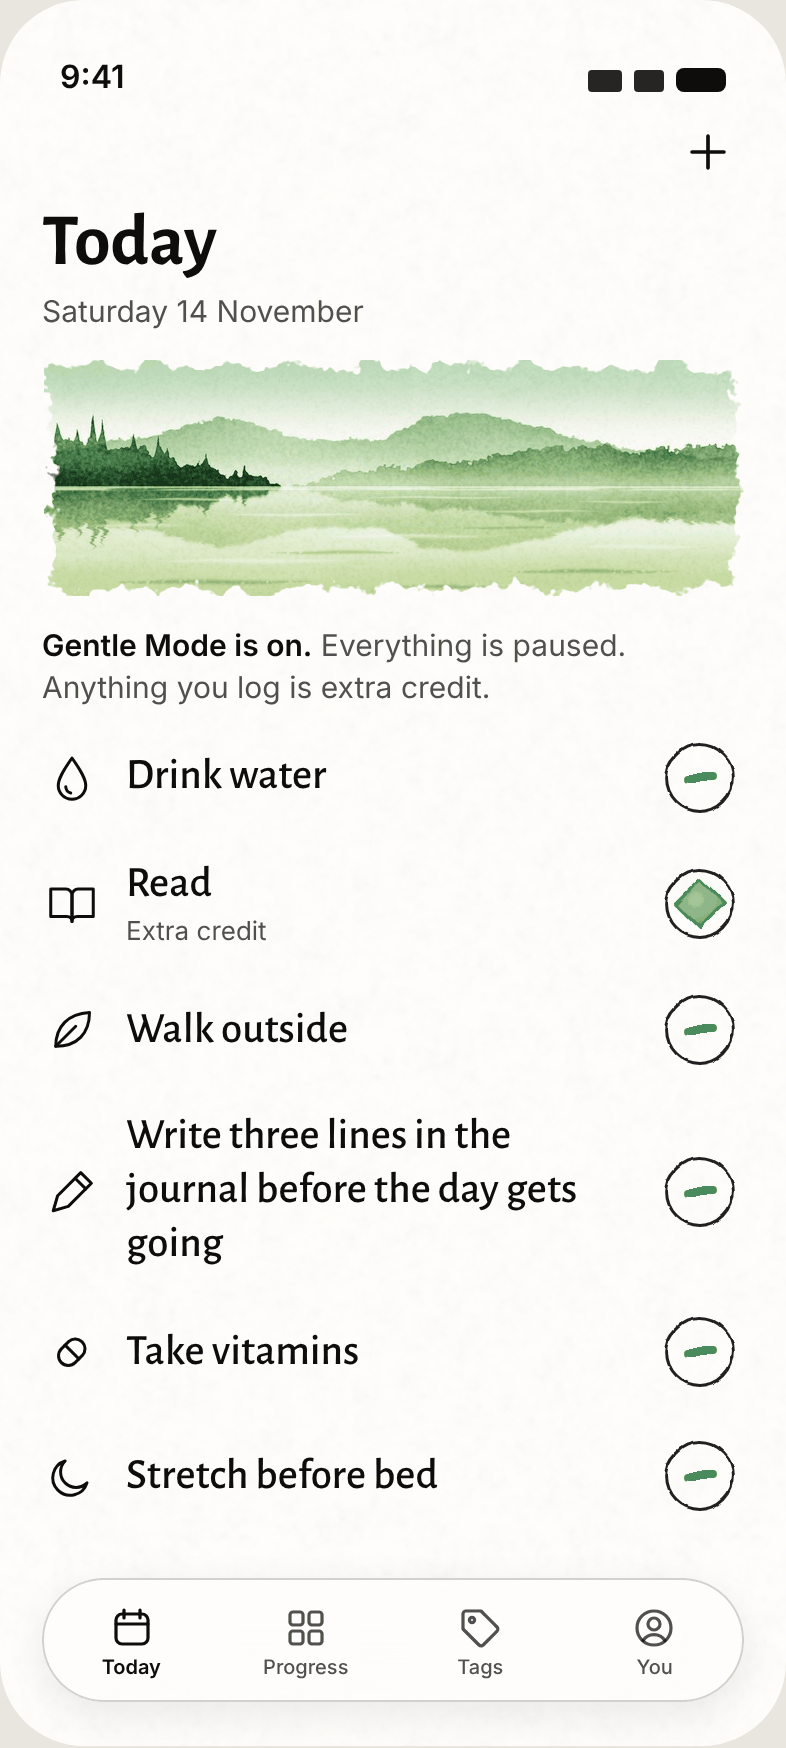 9:41
Today
Saturday 14 November
Gentle Mode is on. Everything is paused.
Anything you log is extra credit.
Drink water
Read
Extra credit
Walk outside
Write three lines in the
journal before the day gets
going
Take vitamins
Stretch before bed
Today
Progress
Tags
You